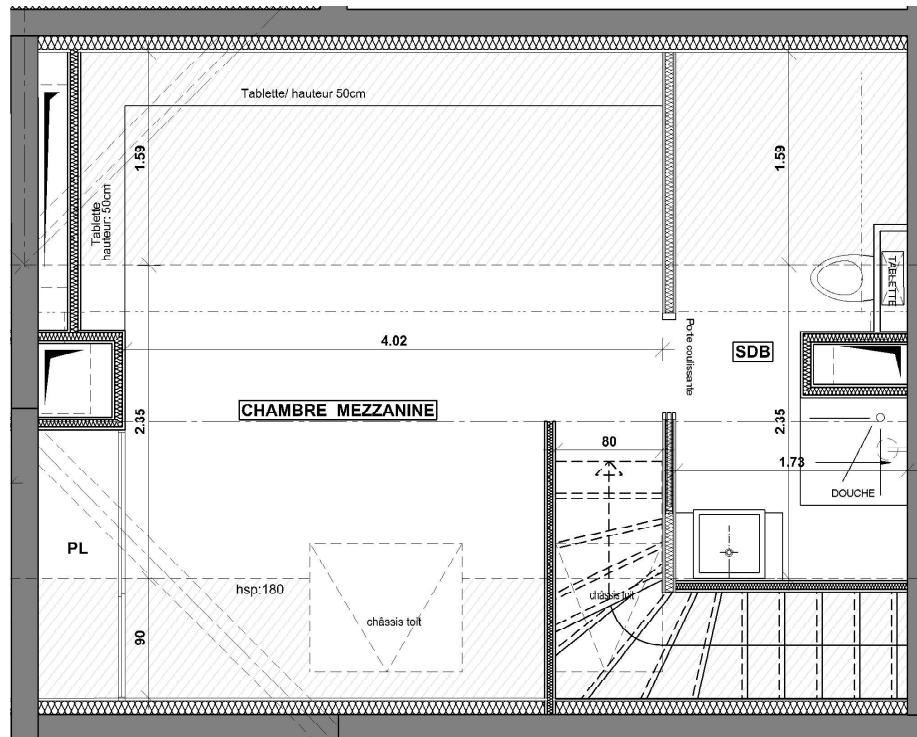 Tablette/ hauteur 50cm
1.59
1.59
Tablette
hauteur: 50cm
TABLETTE
4.02
Porte coulissante
SDB
CHAMBRE MEZZANINE
2.35
80
2.35
1.73
DOUCHE
PL
hsp:180
châssis toit
châssis toit
90